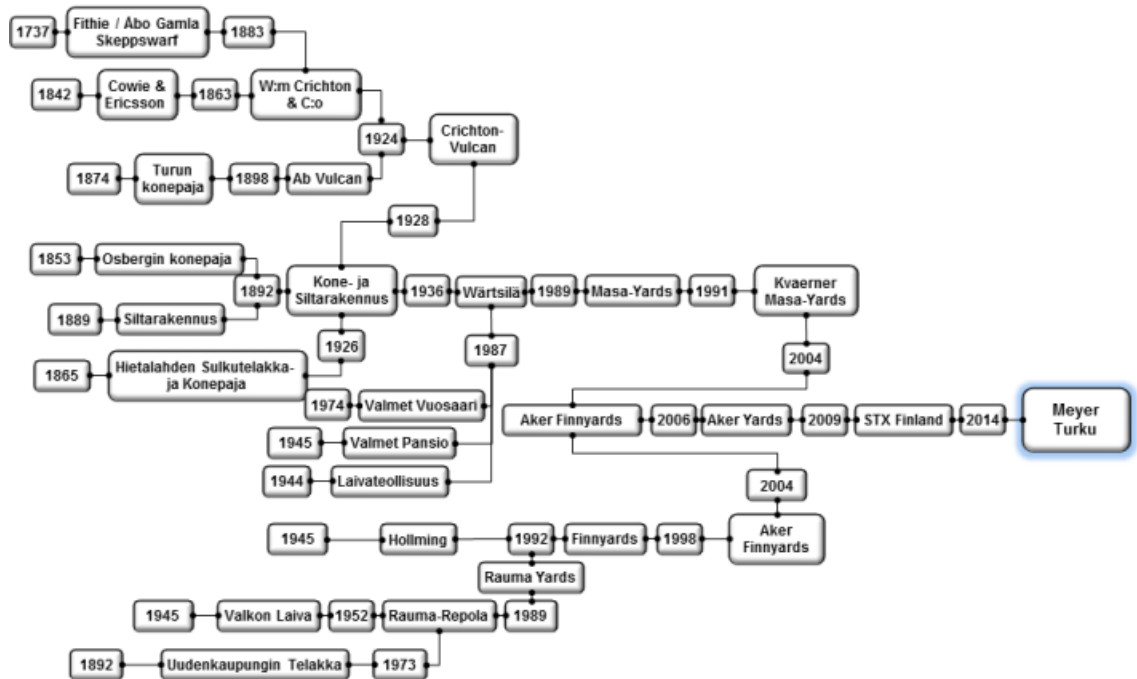 Fithie / Åbo Gamla
Skeppswarf
1737
1883
Cowie &
Ericsson
1842
1863
W:m Crichton
& C:o
1924
Crichton-
Vulcan
1874
Turun
konepaja
1898
Ab Vulcan
1928
1853
Osbergin konepaja
1892
Kone- ja
Siltarakennus
1936
Wärtsilä
1989
Masa-Yards
1991
Kvaerner
Masa-Yards
1889
Siltarakennus
1926
1987
2004
1865
Hietalahden Sulkutelakka-
ja Konepaja
1974
Valmet Vuosaari
Aker Finnyards
2006
Aker Yards
2009
STX Finland
2014
Meyer
Turku
1945
Valmet Pansio
1944
Laivateollisuus
2004
1945
Hollming
1992
Finnyards
1998
Aker
Finnyards
Rauma Yards
1945
Valkon Laiva
1952
Rauma-Repola
1989
1892
Uudenkaupungin Telakka
1973